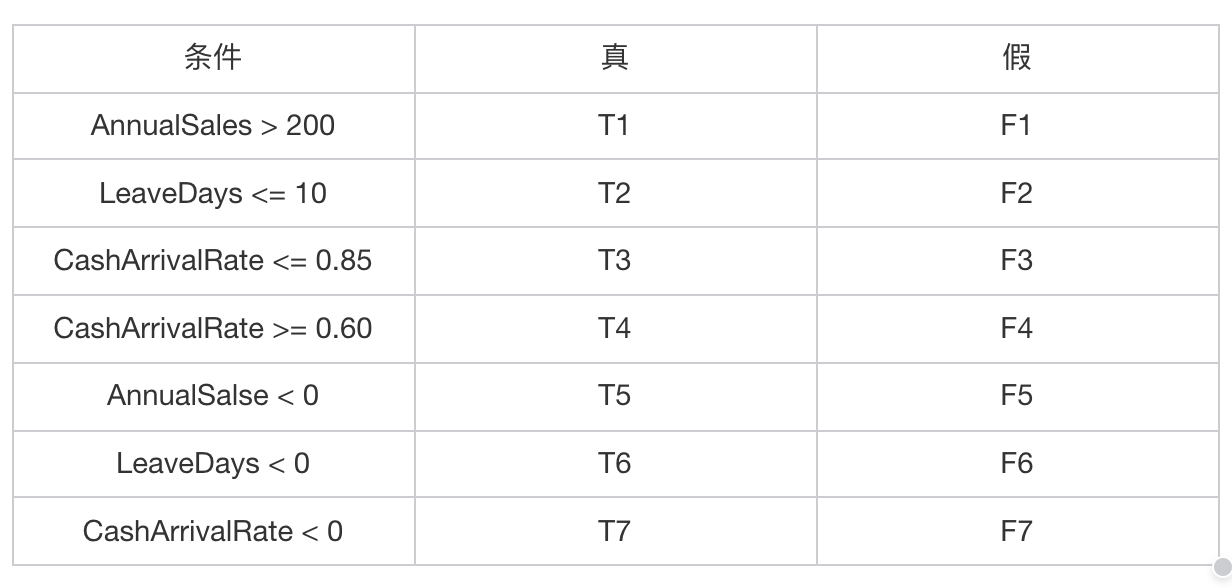 条件 真 假
AnnualSales > 200 T1 F1
LeaveDays <= 10 T2 F2
CashArrivalRate <= 0.85 T3 F3
CashArrivalRate >= 0.60 T4 F4
AnnualSalse < 0 T5 F5
LeaveDays < 0 T6 F6
CashArrivalRate < 0 T7 F7